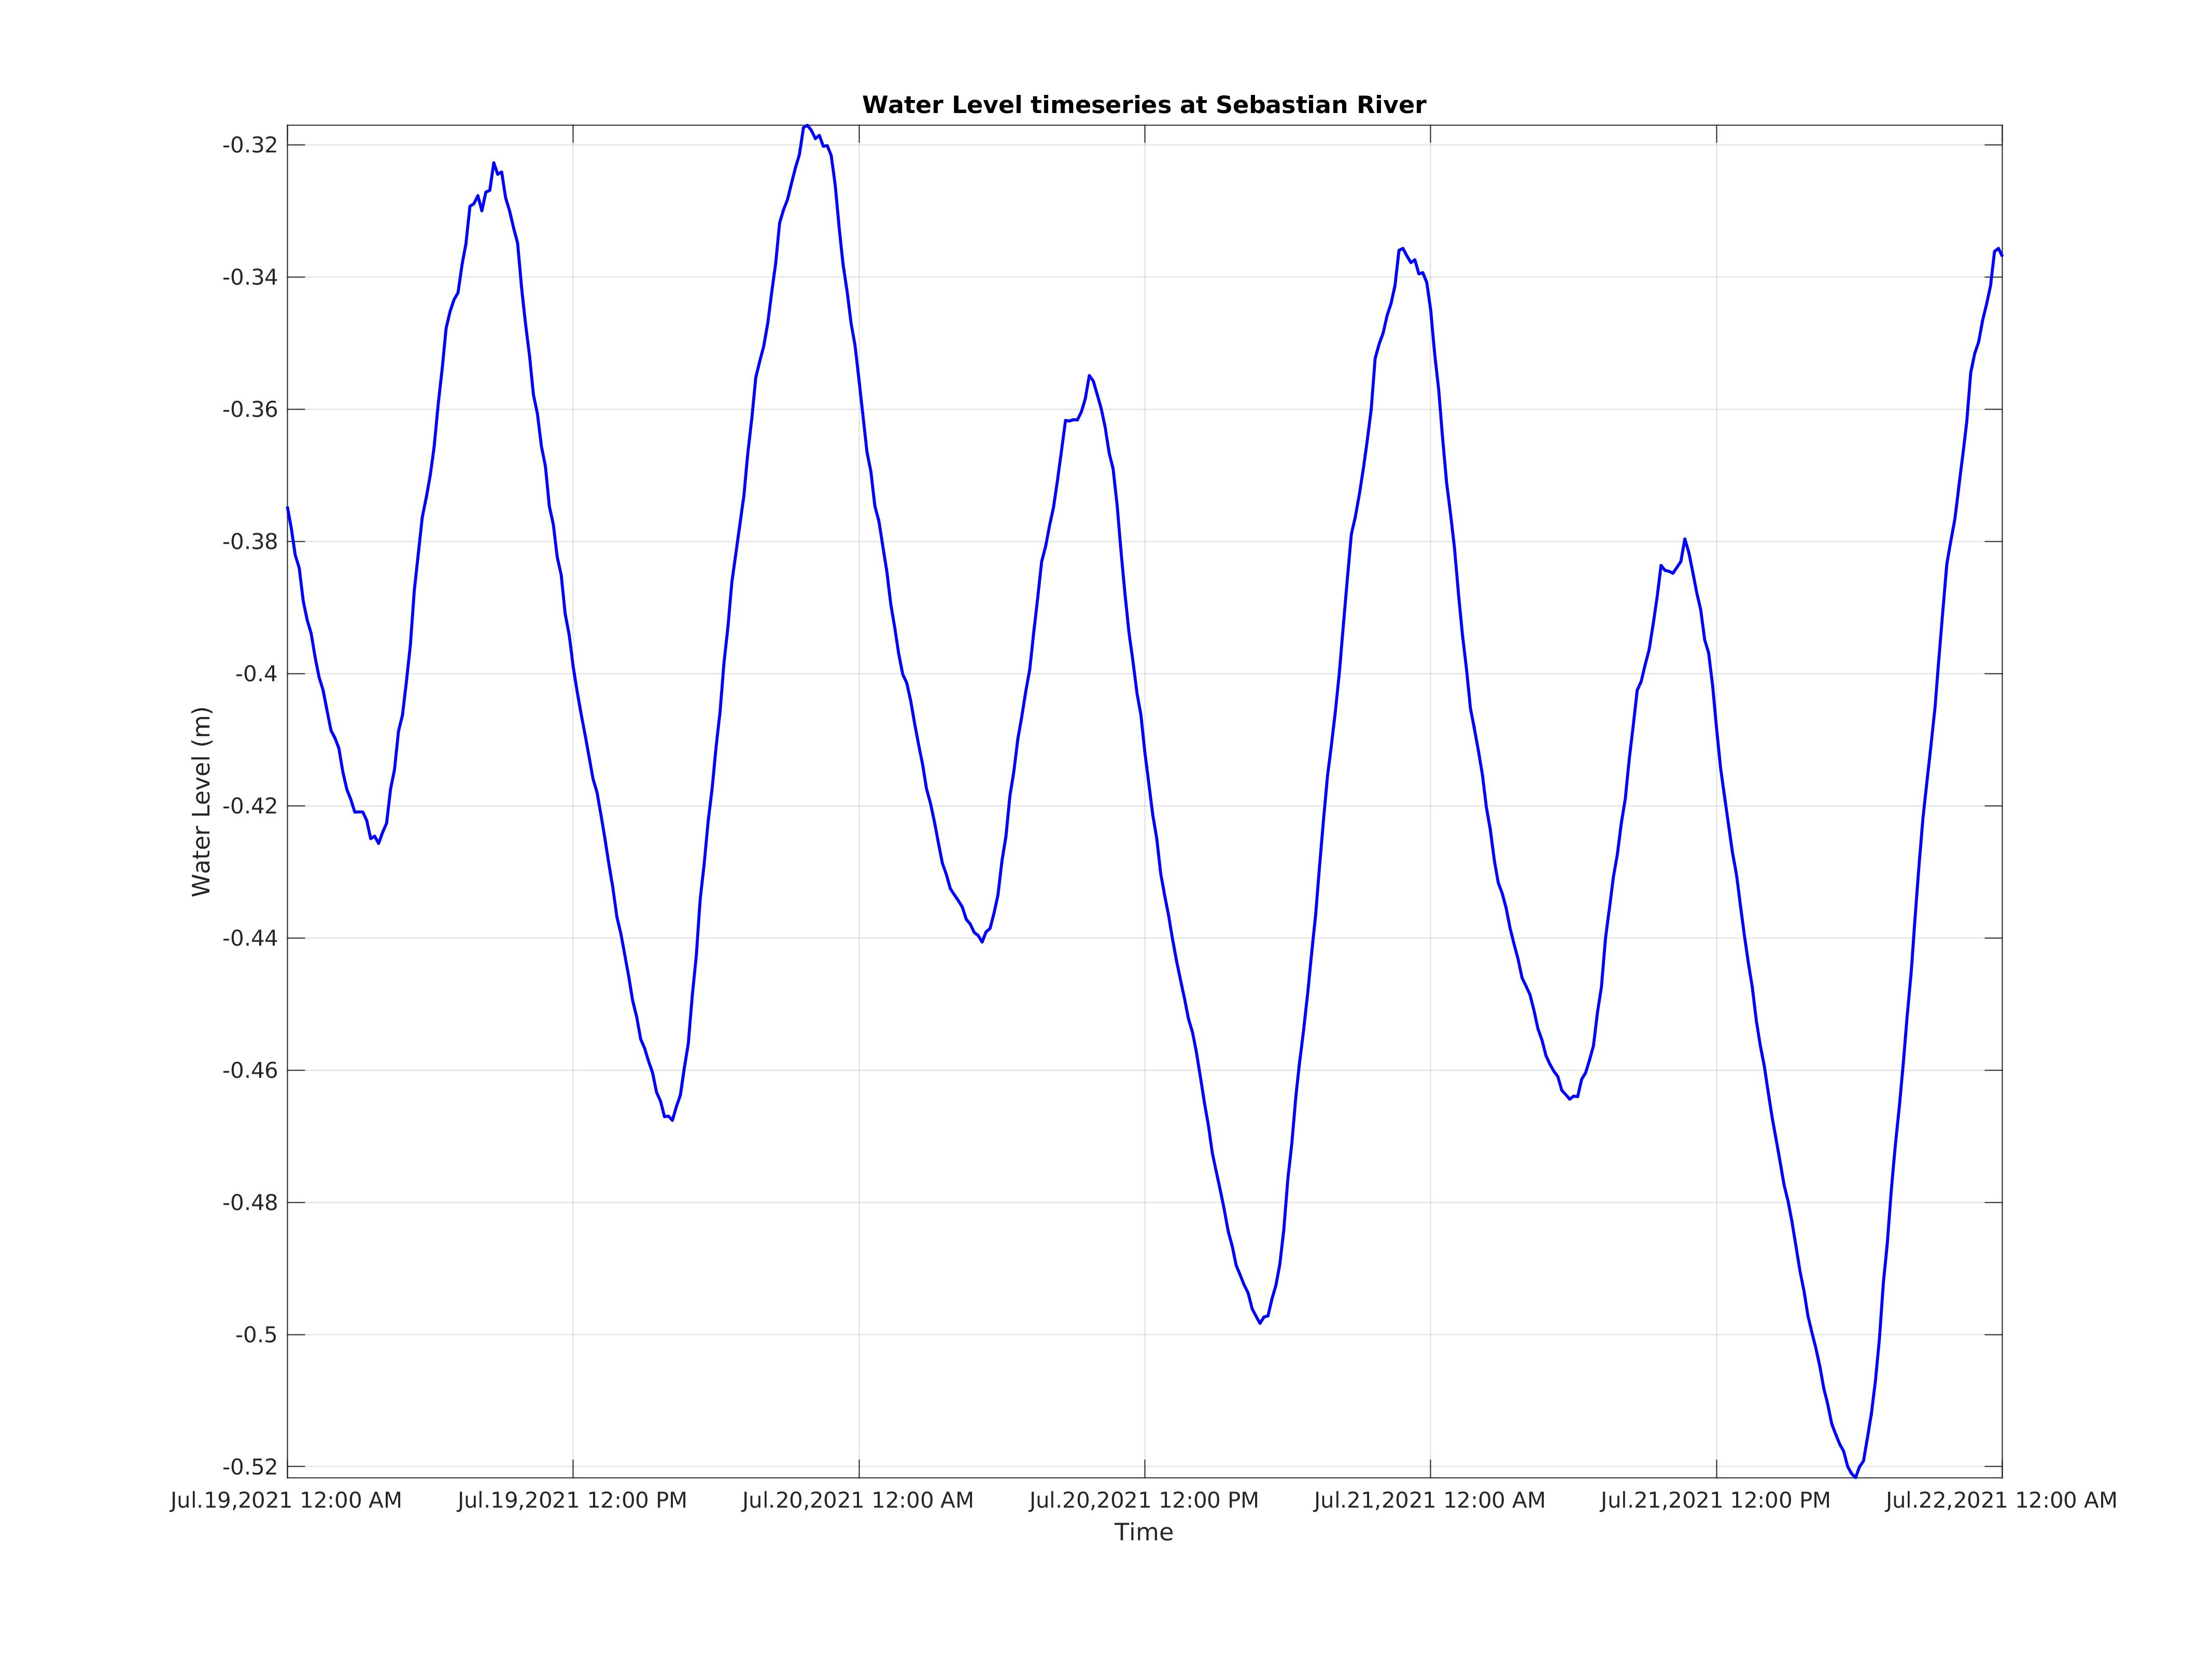 Water Level timeseries at Sebastian River
-0.32
-0.34
-0.36
-0.38
-0.4
-0.42
-0.44
-0.46
-0.48
-0.5
-0.52
Water Level (m)
Jul.19,2021 12:00 AM
Jul.19,2021 12:00 PM
Jul.20,2021 12:00 AM
Jul.20,2021 12:00 PM
Jul.21,2021 12:00 AM
Jul.21,2021 12:00 PM
Jul.22,2021 12:00 AM
Time